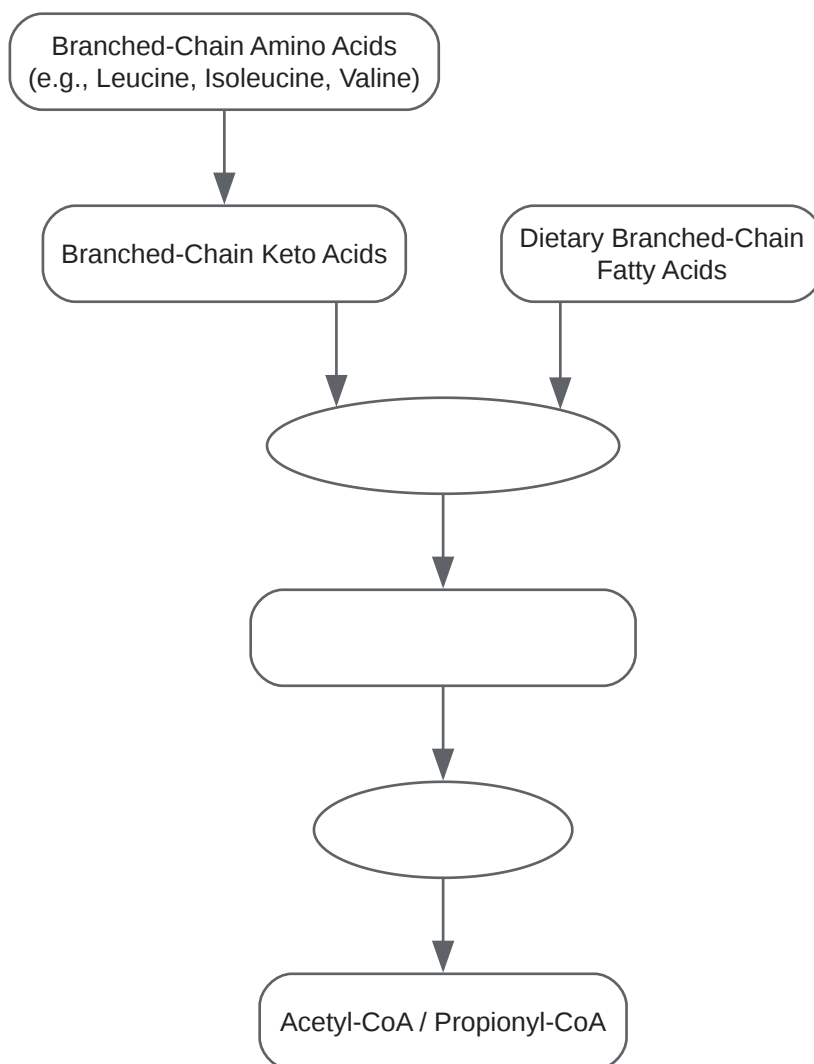 Branched-Chain Amino Acids
(e.g., Leucine, Isoleucine, Valine)
Branched-Chain Keto Acids
Dietary Branched-Chain
Fatty Acids
Acetyl-CoA / Propionyl-CoA